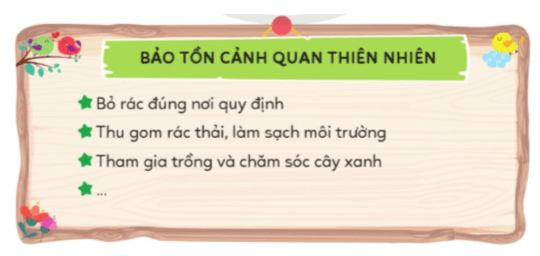 BẢO TỒN CẢNH QUAN THIÊN NHIÊN
Bỏ rác đúng nơi quy định
Thu gom rác thải, làm sạch môi trường
Tham gia trồng và chăm sóc cây xanh
...